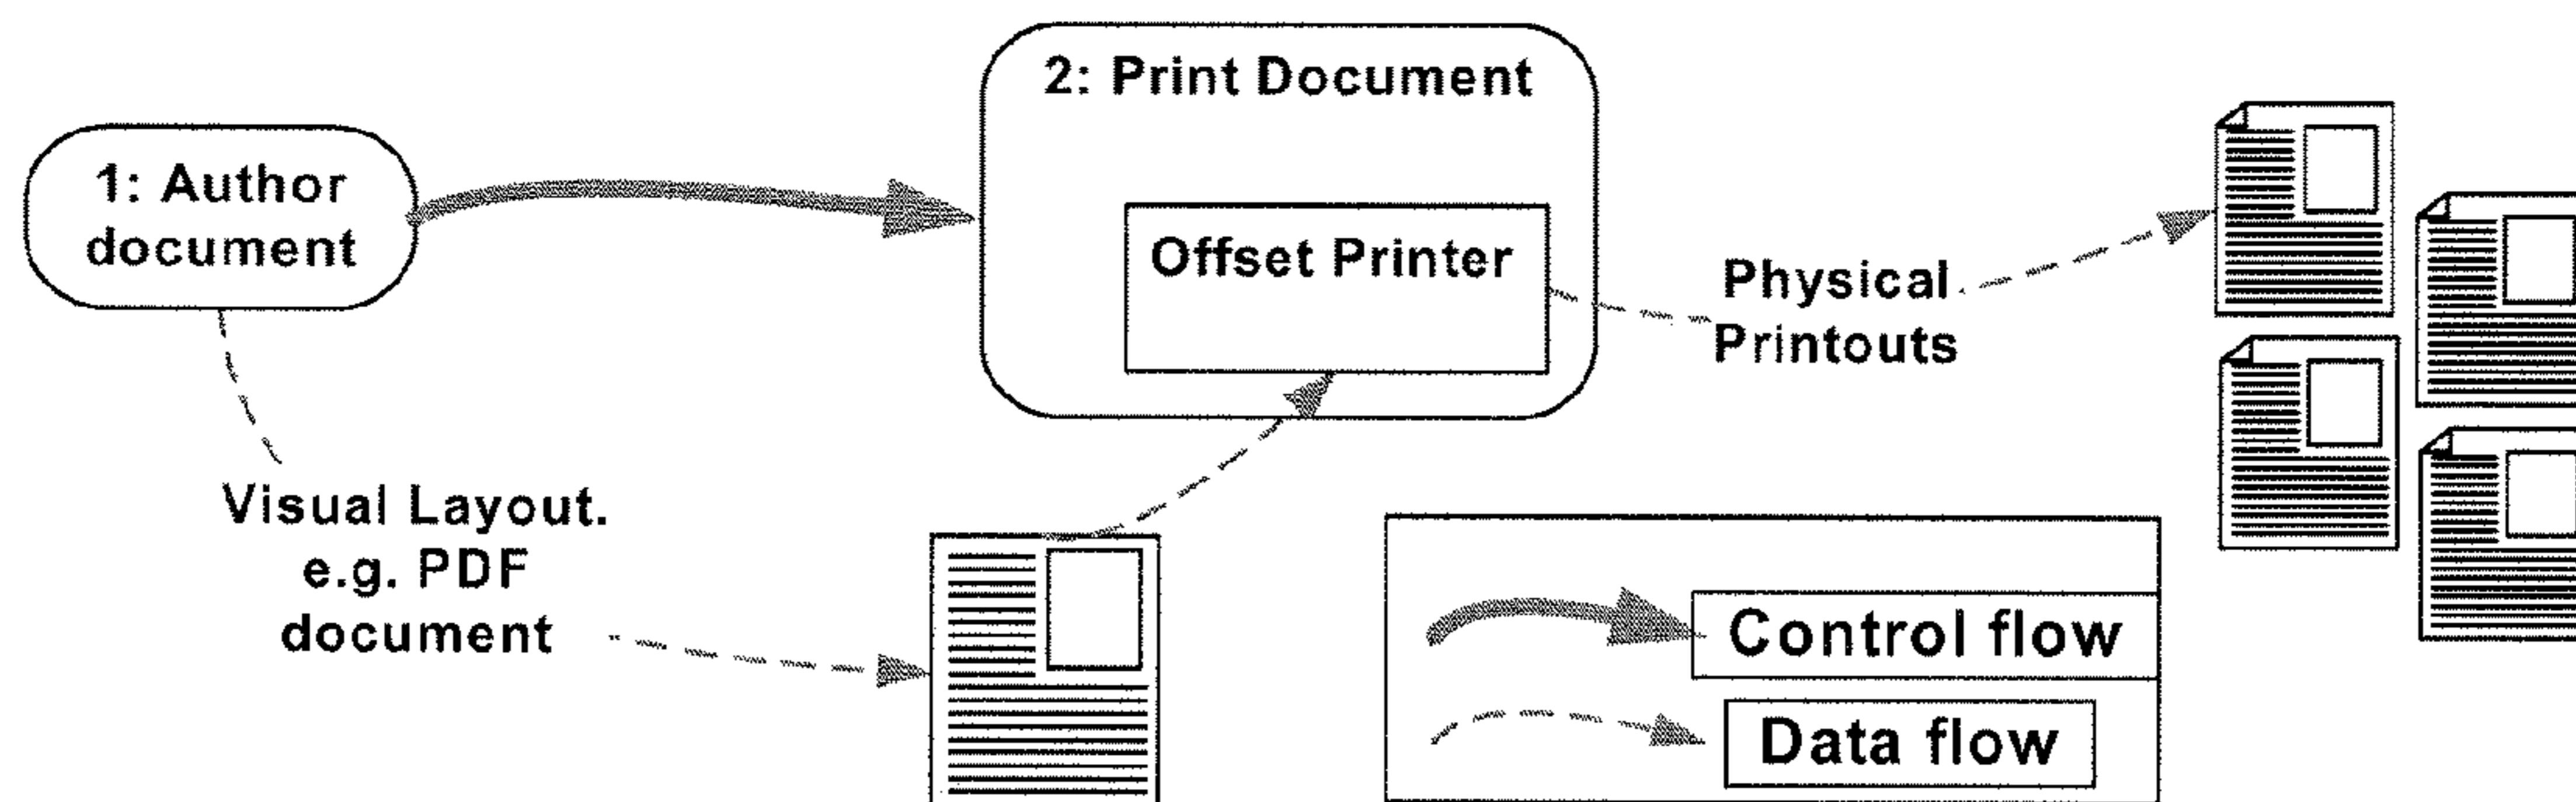 1: Author
document
2: Print Document
Offset Printer
Physical
Printouts
Visual Layout.
e.g. PDF
document
Control flow
Data flow